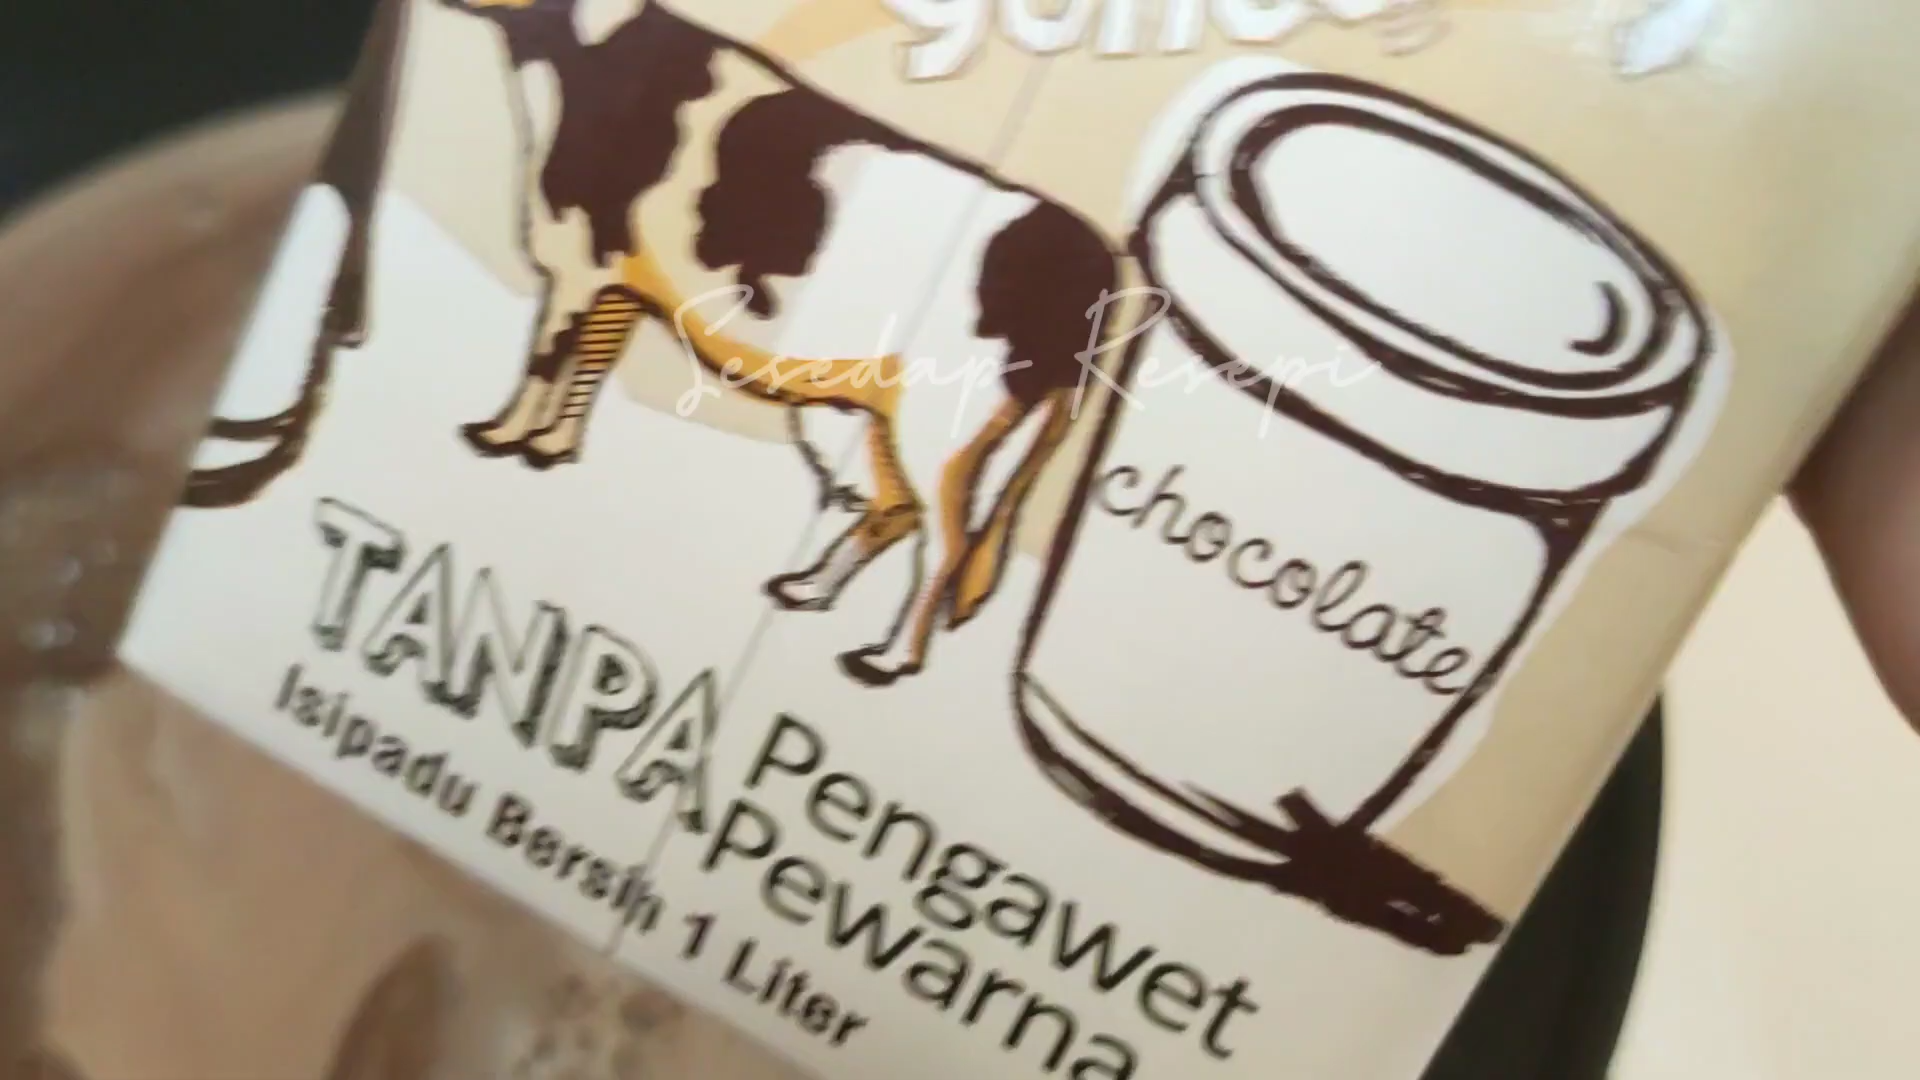 Sesedap Resepi
chocolate
TANPA Pengawet
Pewarna
Isipadu Bersih 1 Liter